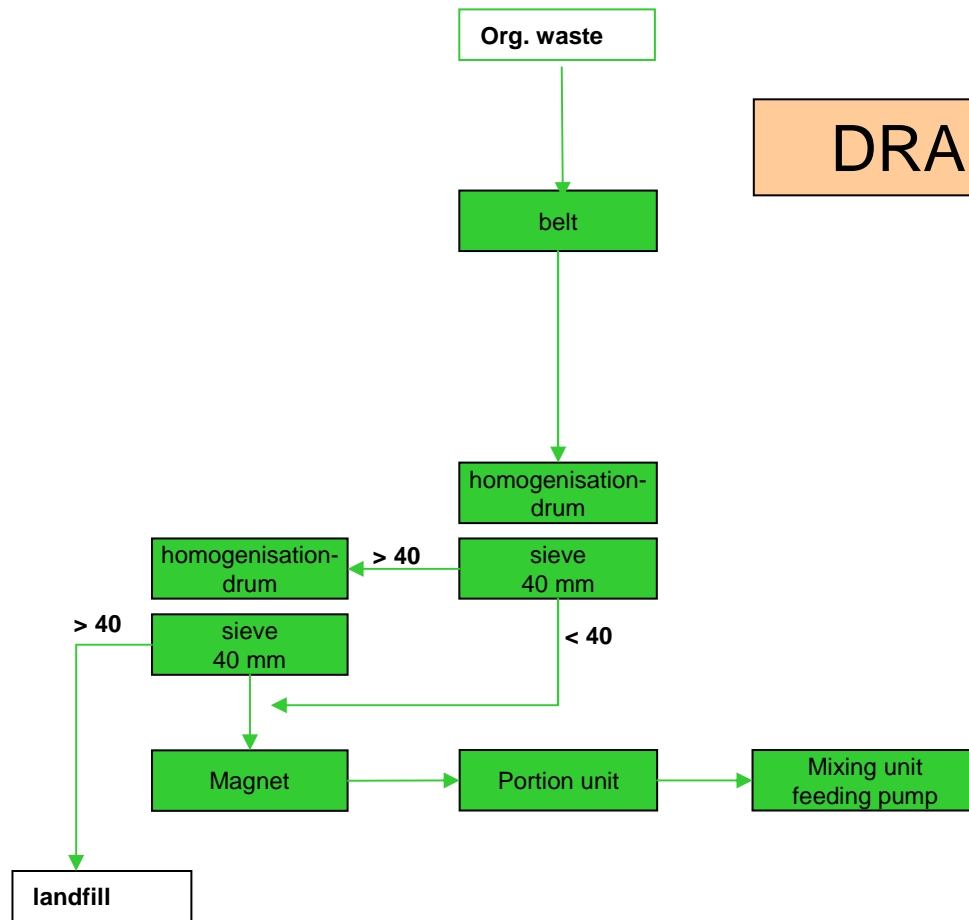 Org. waste
DRA
belt
homogenisation-
drum
sieve
40 mm
> 40
homogenisation-
drum
< 40
> 40
sieve
40 mm
Magnet
Portion unit
Mixing unit
feeding pump
landfill